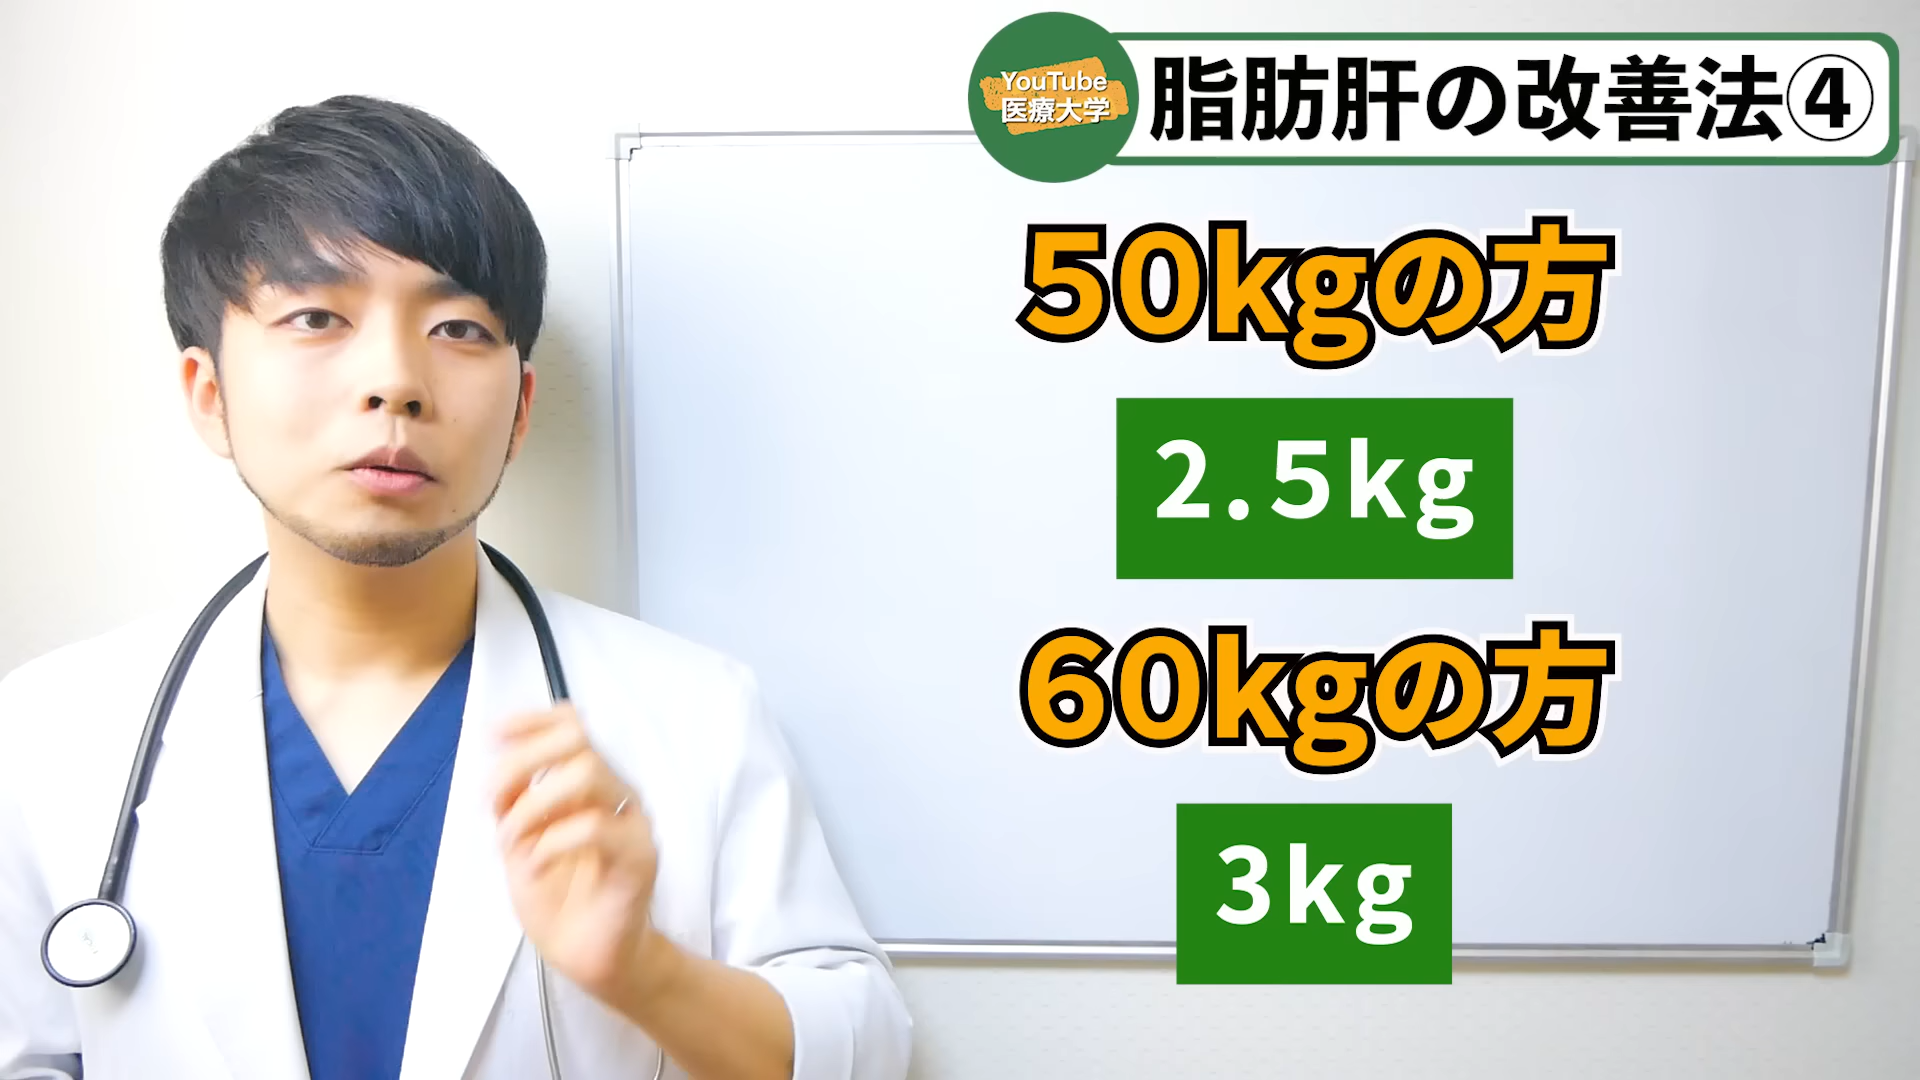 YouTube
医療大学
脂肪肝の改善法④
50kgの方
2.5kg
60kgの方
3kg